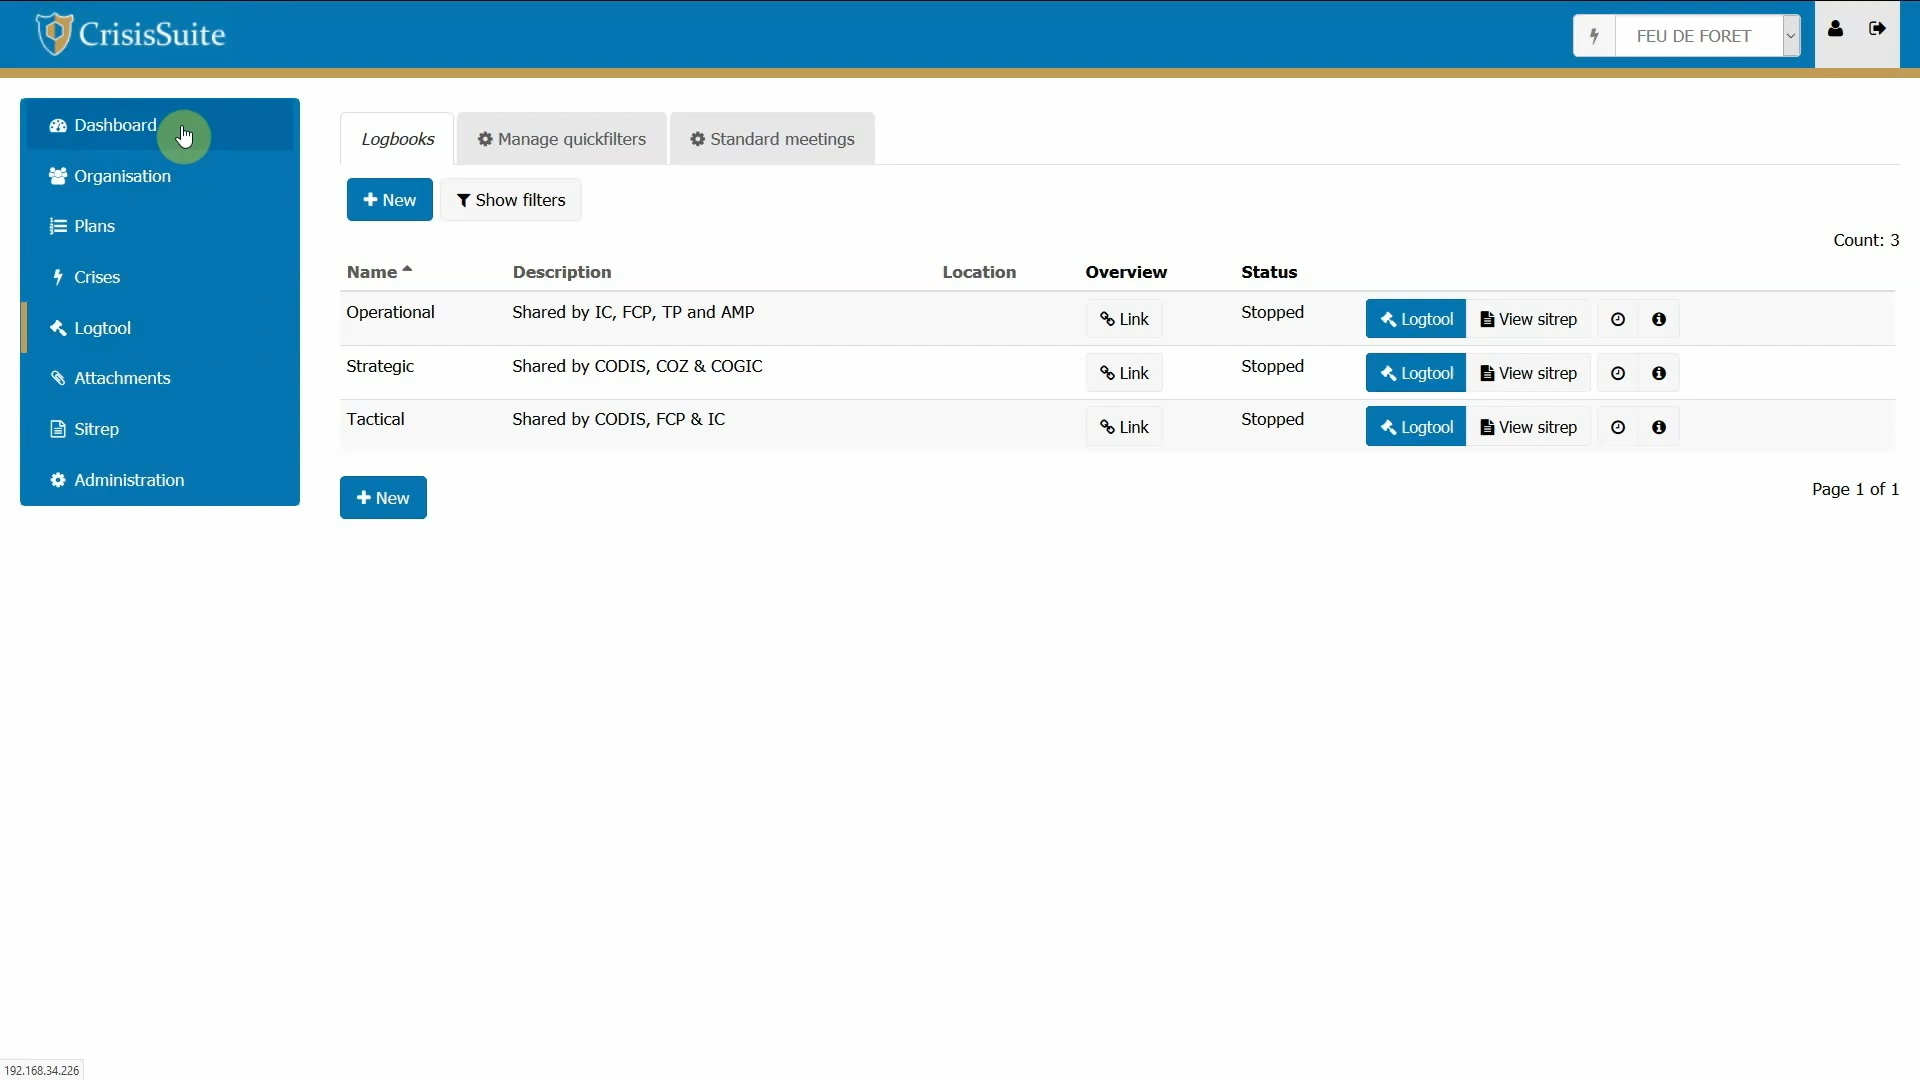 CrisisSuite
FEU DE FORET
Dashboard
Organisation
Plans
Crises
Logtool
Attachments
Sitrep
Administration
Logbooks
Manage quickfilters
Standard meetings
New
Show filters
Count: 3
Name Description Location Overview Status
Operational Shared by IC, FCP, TP and AMP Link Stopped Logtool View sitrep
Strategic Shared by CODIS, COZ & COGIC Link Stopped Logtool View sitrep
Tactical Shared by CODIS, FCP & IC Link Stopped Logtool View sitrep
New
Page 1 of 1
192.168.34.226